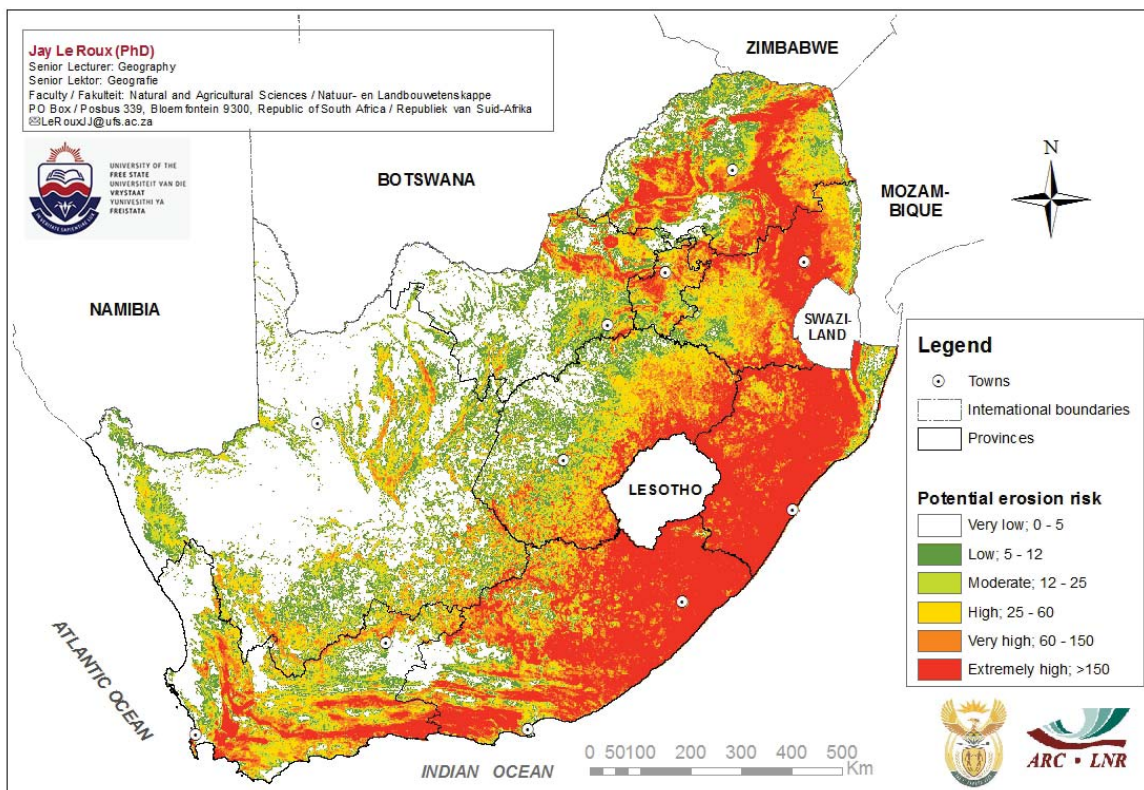 Jay Le Roux (PhD)
Senior Lecturer: Geography
Senior Lektor: Geografie
Faculty / Fakulteit: Natural and Agricultural Sciences / Natuur- en Landbouwetenskappe
PO Box / Posbus 339, Bloemfontein 9300, Republic of South Africa / Republiek van Suid-Afrika
✉LeRouxJJ@ufs.ac.za
UNIVERSITY OF THE
FREE STATE
UNIVERSITEIT VAN DIE
VRYSTAAT
YUNIVESITHI YA
FREISTATA
ZIMBABWE
BOTSWANA
MOZAM-
BIQUE
N
NAMIBIA
SWAZI-
LAND
LESOTHO
ATLANTIC OCEAN
INDIAN OCEAN
Legend
Towns
International boundaries
Provinces
Potential erosion risk
Very low; 0 - 5
Low; 5 - 12
Moderate; 12 - 25
High; 25 - 60
Very high; 60 - 150
Extremely high; >150
0 50 100 200 300 400 500
Km
ARC • LNR